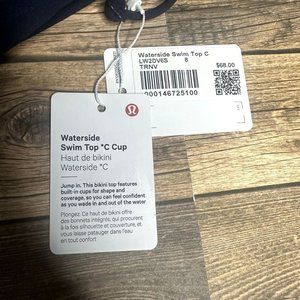 Waterside Swim Top C
LW2DV6S 8
TRNV
$68.00
000146725100
Waterside
Swim Top *C Cup
Haut de bikini
Waterside *C
Jump in. This bikini top features
built-in cups for shape and
coverage, so you can feel confident
as you wade in and out of the water
Plongez. Ce haut de bikini offre
des bonnets intégrés, qui procurent
à la fois silhouette et couverture, et
vous laisse patauger dans l'eau
en tout confort